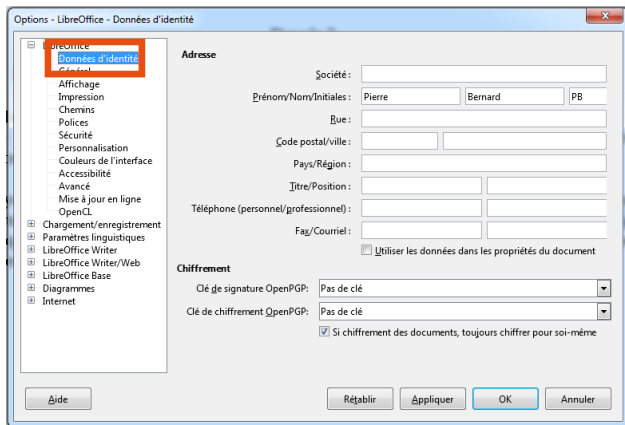 Options - LibreOffice - Données d'identité
LibreOffice
Données d'identité
Général
Affichage
Impression
Chemins
Polices
Sécurité
Personnalisation
Couleurs de l'interface
Accessibilité
Avancé
Mise à jour en ligne
OpenCL
Chargement/enregistrement
Paramètres linguistiques
LibreOffice Writer
LibreOffice Writer/Web
LibreOffice Base
Diagrammes
Internet
Adresse
Société :
Prénom/Nom/Initiales : Pierre Bernard PB
Rue :
Code postal/ville :
Pays/Région :
Titre/Position :
Téléphone (personnel/professionnel) :
Fax/Courriel :
Utiliser les données dans les propriétés du document
Chiffrement
Clé de signature OpenPGP: Pas de clé
Clé de chiffrement OpenPGP: Pas de clé
Si chiffrement des documents, toujours chiffrer pour soi-même
Aide Rétablir Appliquer OK Annuler